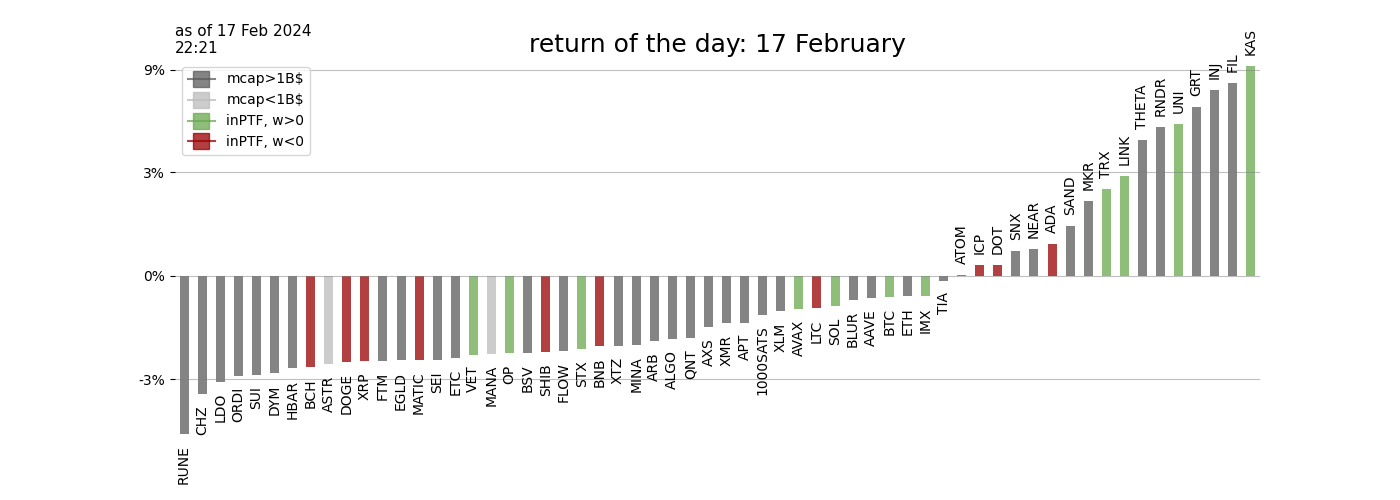 as of 17 Feb 2024
22:21
return of the day: 17 February
mcap>1B$
mcap<1B$
inPTF, w>0
inPTF, w<0
9%
3%
0%
-3%
RUNE
CHZ
LDO
ORDI
SUI
DYM
HBAR
BCH
ASTR
DOGE
XRP
FTM
EGLD
MATIC
SEI
ETC
VET
MANA
OP
BSV
SHIB
FLOW
STX
BNB
XTZ
MINA
ARB
ALGO
QNT
AXS
XMR
APT
1000SATS
XLM
AVAX
LTC
SOL
BLUR
AAVE
BTC
ETH
IMX
TIA
ATOM
ICP
DOT
SNX
NEAR
ADA
SAND
MKR
TRX
LINK
THETA
RNDR
UNI
GRT
INJ
FIL
KAS